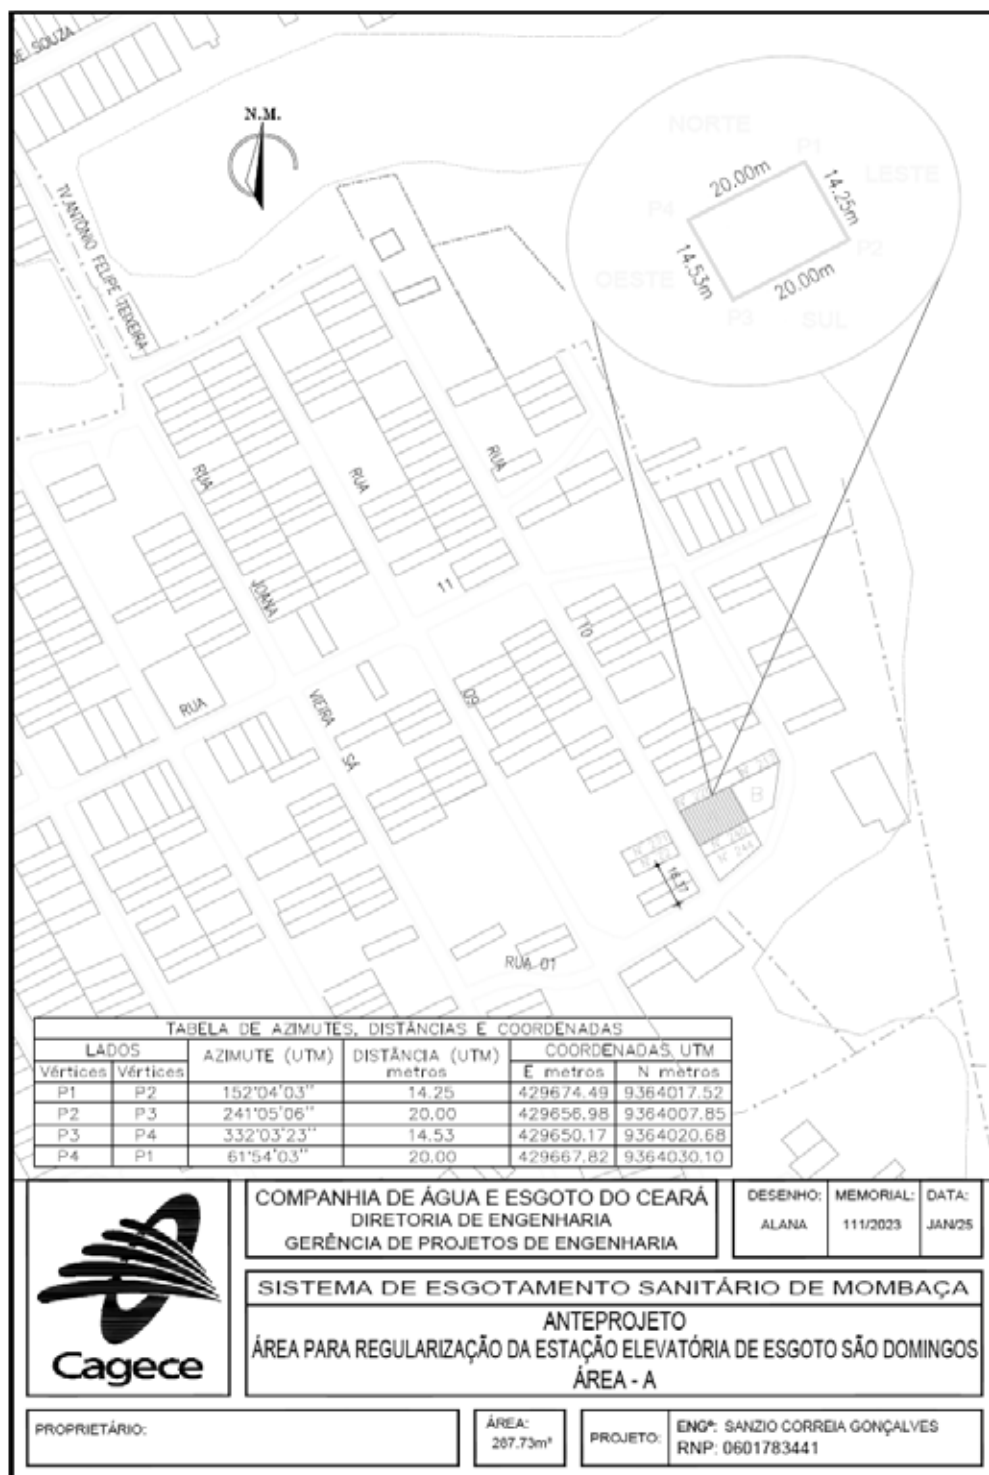 DE SOUZA
N.M.
TV.ANTÔNIO FELIPE TEIXEIRA
NORTE
P1
LESTE
20.00m
14.25m
P4
P2
OESTE
14.53m
20.00m
P3
SUL
RUA
RUA
RUA
11
JOANA
10
RUA
VIEIRA
09
SÁ
B
N° 244
16.17
RUA 01
TABELA DE AZIMUTES, DISTÂNCIAS E COORDENADAS
LADOS AZIMUTE (UTM) DISTÂNCIA (UTM) metros COORDENADAS UTM
Vértices Vértices E metros N metros
P1 P2 152°04'03" 14.25 429674.49 9364017.52
P2 P3 241°05'06" 20.00 429656.98 9364007.85
P3 P4 332°03'23" 14.53 429650.17 9364020.68
P4 P1 61°54'03" 20.00 429667.82 9364030.10
Cagece
COMPANHIA DE ÁGUA E ESGOTO DO CEARÁ
DIRETORIA DE ENGENHARIA
GERÊNCIA DE PROJETOS DE ENGENHARIA
DESENHO: MEMORIAL: DATA:
ALANA 111/2023 JAN/25
SISTEMA DE ESGOTAMENTO SANITÁRIO DE MOMBAÇA
ANTEPROJETO
ÁREA PARA REGULARIZAÇÃO DA ESTAÇÃO ELEVATÓRIA DE ESGOTO SÃO DOMINGOS
ÁREA - A
PROPRIETÁRIO:
ÁREA:
287.73m²
PROJETO:
ENGº: SANZIO CORREIA GONÇALVES
RNP: 0601783441